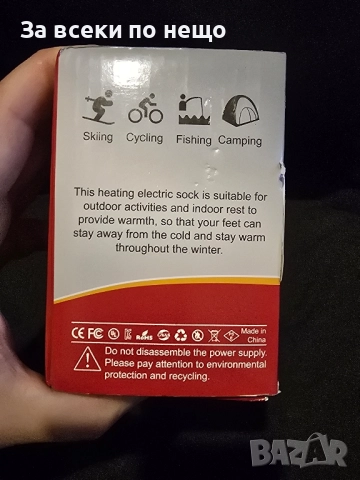 За всеки по нещо
Skiing Cycling Fishing Camping
This heating electric sock is suitable for
outdoor activities and indoor rest to
provide warmth, so that your feet can
stay away from the cold and stay warm
throughout the winter.
CE FC RoHS Made in
China
Do not disassemble the power supply.
Please pay attention to environmental
protection and recycling.
BAZAR